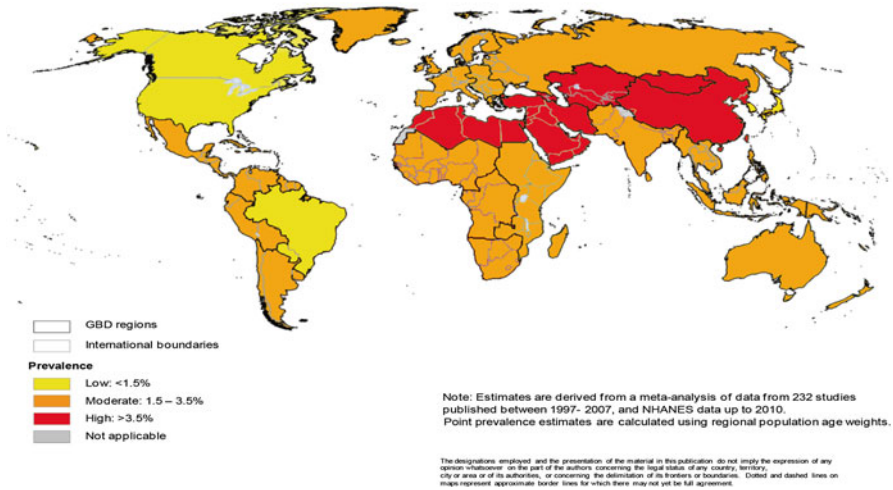 GBD regions
International boundaries
Prevalence
Low: <1.5%
Moderate: 1.5 – 3.5%
High: >3.5%
Not applicable
Note: Estimates are derived from a meta-analysis of data from 232 studies
published between 1997- 2007, and NHANES data up to 2010.
Point prevalence estimates are calculated using regional population age weights.
The designations employed and the presentation of the material in this publication do not imply the expression of any
opinion whatsoever on the part of the authors concerning the legal status of any country, territory,
city or area or of its authorities, or concerning the delimitation of its frontiers or boundaries. Dotted and dashed lines on
maps represent approximate border lines for which there may not yet be full agreement.